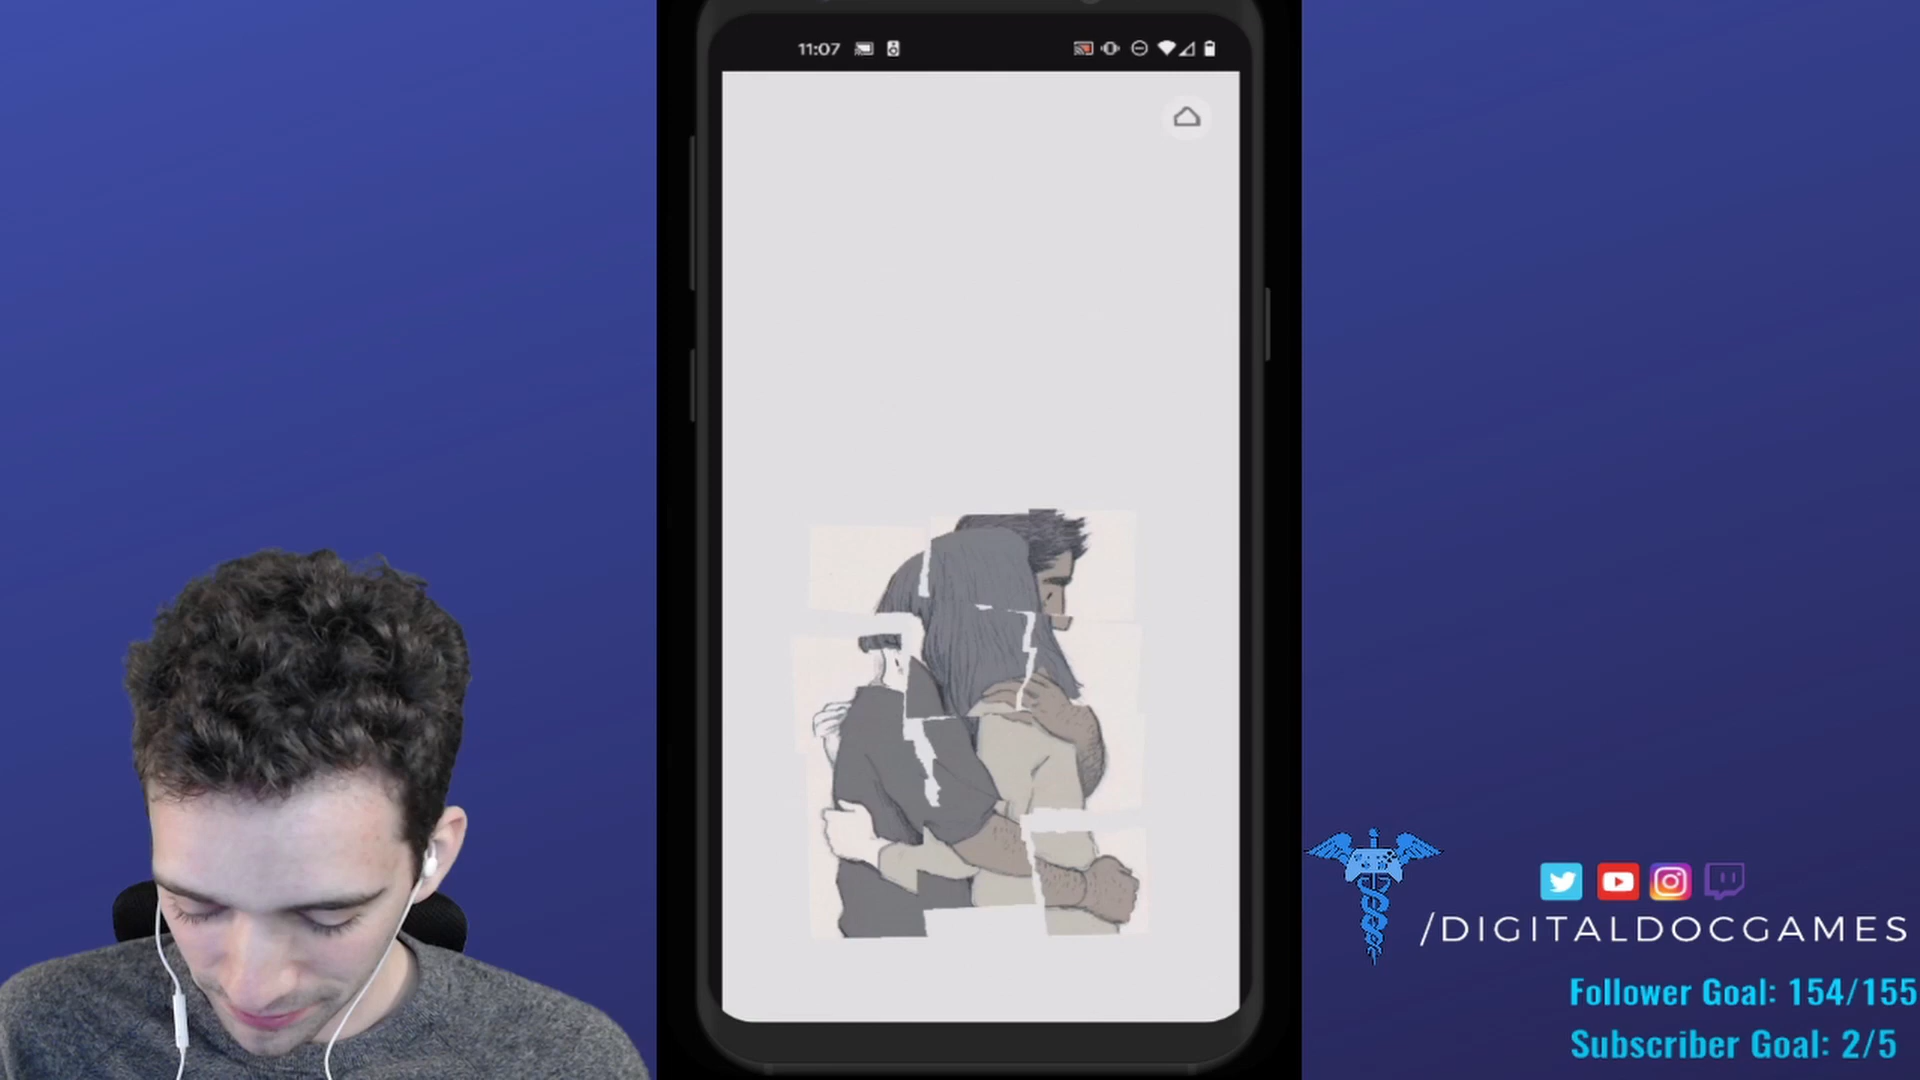 11:07
/DIGITALDOCGAMES
Follower Goal: 154/155
Subscriber Goal: 2/5